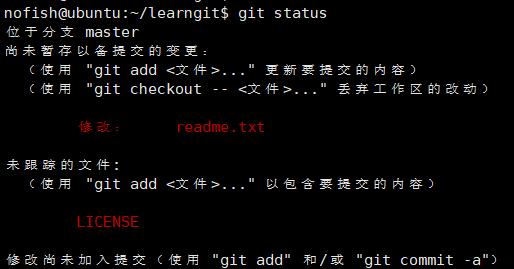 nofish@ubuntu:~/learngit$ git status
位于分支 master
尚未暂存以备提交的变更：
（使用 "git add <文件>..." 更新要提交的内容）
（使用 "git checkout -- <文件>..." 丢弃工作区的改动）
修改： readme.txt
未跟踪的文件:
（使用 "git add <文件>..." 以包含要提交的内容）
LICENSE
修改尚未加入提交（使用 "git add" 和/或 "git commit -a"）